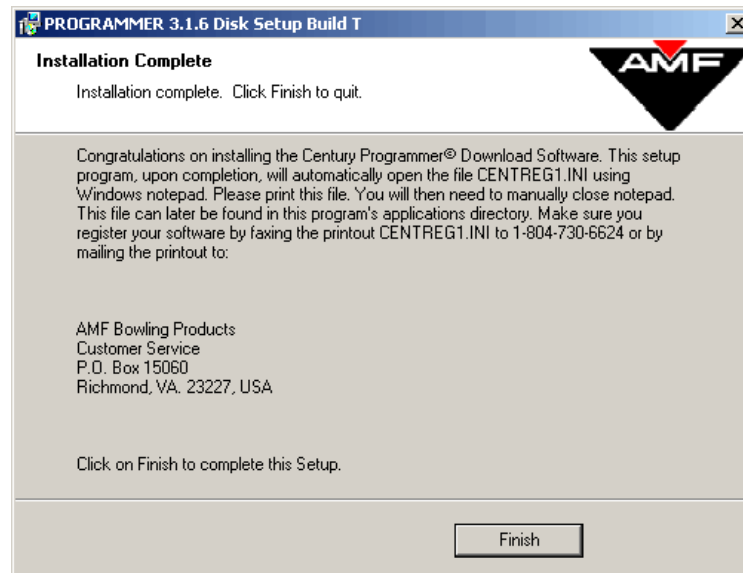 PROGRAMMER 3.1.6 Disk Setup Build T
Installation Complete
AMF
Installation complete. Click Finish to quit.
Congratulations on installing the Century Programmer© Download Software. This setup
program, upon completion, will automatically open the file CENTREG1.INI using
Windows notepad. Please print this file. You will then need to manually close notepad.
This file can later be found in this program's applications directory. Make sure you
register your software by faxing the printout CENTREG1.INI to 1-804-730-6624 or by
mailing the printout to:
AMF Bowling Products
Customer Service
P.O. Box 15060
Richmond, VA. 23227, USA
Click on Finish to complete this Setup.
Finish